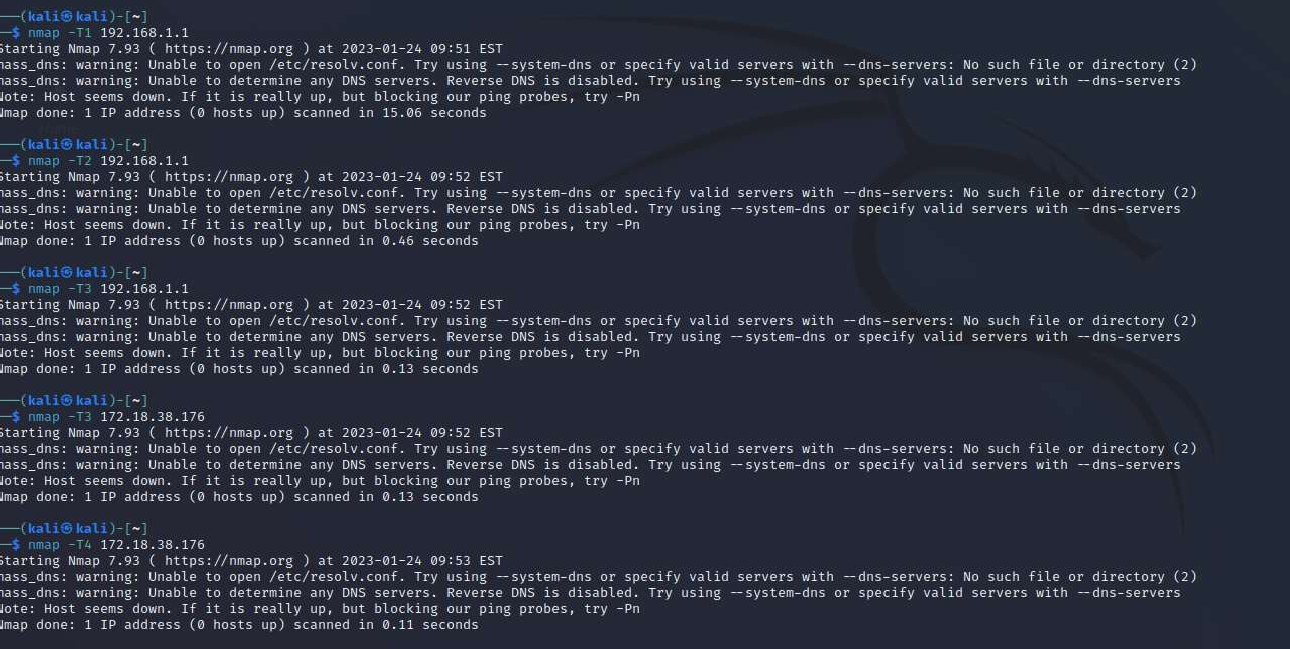 ──(kali㉿kali)-[~]
─$ nmap -T1 192.168.1.1
Starting Nmap 7.93 ( https://nmap.org ) at 2023-01-24 09:51 EST
mass_dns: warning: Unable to open /etc/resolv.conf. Try using --system-dns or specify valid servers with --dns-servers: No such file or directory (2)
mass_dns: warning: Unable to determine any DNS servers. Reverse DNS is disabled. Try using --system-dns or specify valid servers with --dns-servers
Note: Host seems down. If it is really up, but blocking our ping probes, try -Pn
Nmap done: 1 IP address (0 hosts up) scanned in 15.06 seconds
──(kali㉿kali)-[~]
─$ nmap -T2 192.168.1.1
Starting Nmap 7.93 ( https://nmap.org ) at 2023-01-24 09:52 EST
mass_dns: warning: Unable to open /etc/resolv.conf. Try using --system-dns or specify valid servers with --dns-servers: No such file or directory (2)
mass_dns: warning: Unable to determine any DNS servers. Reverse DNS is disabled. Try using --system-dns or specify valid servers with --dns-servers
Note: Host seems down. If it is really up, but blocking our ping probes, try -Pn
Nmap done: 1 IP address (0 hosts up) scanned in 0.46 seconds
──(kali㉿kali)-[~]
─$ nmap -T3 192.168.1.1
Starting Nmap 7.93 ( https://nmap.org ) at 2023-01-24 09:52 EST
mass_dns: warning: Unable to open /etc/resolv.conf. Try using --system-dns or specify valid servers with --dns-servers: No such file or directory (2)
mass_dns: warning: Unable to determine any DNS servers. Reverse DNS is disabled. Try using --system-dns or specify valid servers with --dns-servers
Note: Host seems down. If it is really up, but blocking our ping probes, try -Pn
Nmap done: 1 IP address (0 hosts up) scanned in 0.13 seconds
──(kali㉿kali)-[~]
─$ nmap -T3 172.18.38.176
Starting Nmap 7.93 ( https://nmap.org ) at 2023-01-24 09:52 EST
mass_dns: warning: Unable to open /etc/resolv.conf. Try using --system-dns or specify valid servers with --dns-servers: No such file or directory (2)
mass_dns: warning: Unable to determine any DNS servers. Reverse DNS is disabled. Try using --system-dns or specify valid servers with --dns-servers
Note: Host seems down. If it is really up, but blocking our ping probes, try -Pn
Nmap done: 1 IP address (0 hosts up) scanned in 0.13 seconds
──(kali㉿kali)-[~]
─$ nmap -T4 172.18.38.176
Starting Nmap 7.93 ( https://nmap.org ) at 2023-01-24 09:53 EST
mass_dns: warning: Unable to open /etc/resolv.conf. Try using --system-dns or specify valid servers with --dns-servers: No such file or directory (2)
mass_dns: warning: Unable to determine any DNS servers. Reverse DNS is disabled. Try using --system-dns or specify valid servers with --dns-servers
Note: Host seems down. If it is really up, but blocking our ping probes, try -Pn
Nmap done: 1 IP address (0 hosts up) scanned in 0.11 seconds